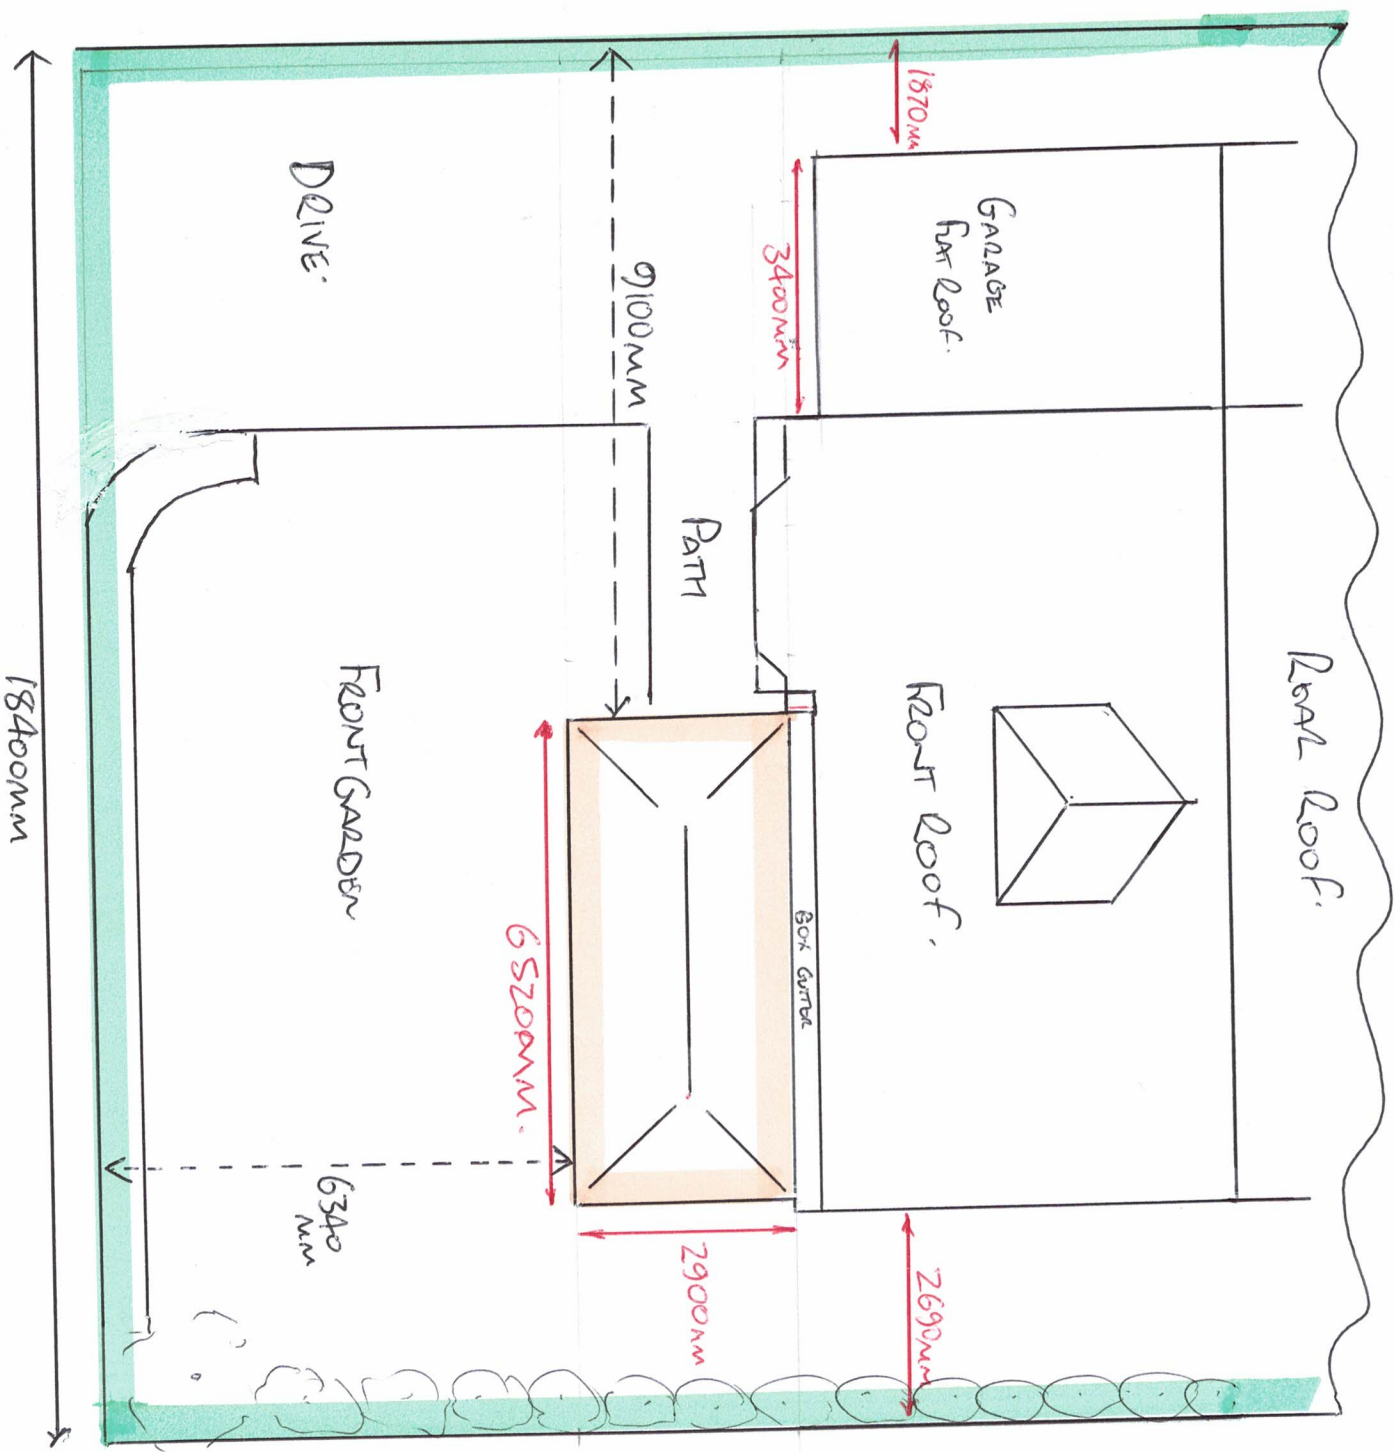 REAR ROOF.
GARAGE
FLAT ROOF.
FRONT ROOF.
1870mm
2690mm
BOX GUTTER
3400mm
PATH
2900mm
9100mm
6520mm.
FRONT GARDEN
DRIVE.
6340
mm
18400mm